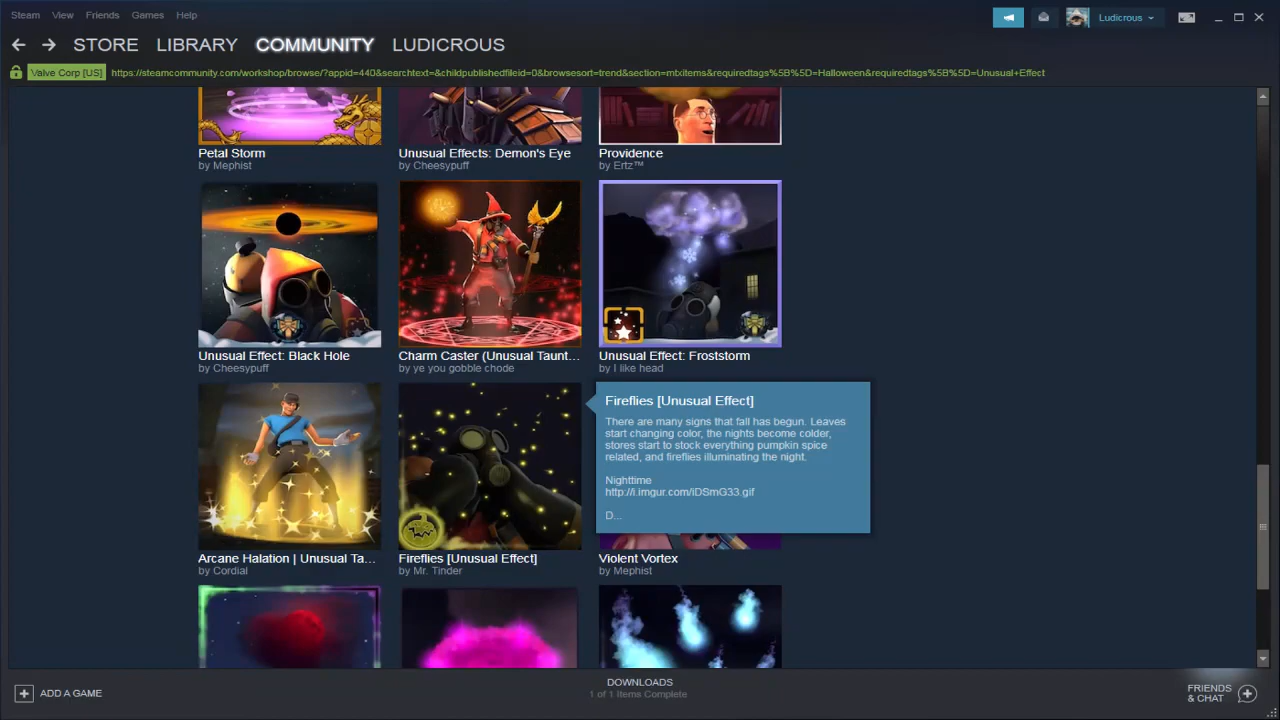 Steam View Friends Games Help
Ludicrous
STORE LIBRARY COMMUNITY LUDICROUS
Valve Corp [US] https://steamcommunity.com/workshop/browse/?appid=440&searchtext=&childpublishedfileid=0&browsesort=trend&section=mtxitems&requiredtags%5B%5D=Halloween&requiredtags%5B%5D=Unusual+Effect
Petal Storm
by Mephist
Unusual Effects: Demon's Eye
by Cheesypuff
Providence
by Ertz™
Unusual Effect: Black Hole
by Cheesypuff
Charm Caster (Unusual Taunt...
by ye you gobble chode
Unusual Effect: Froststorm
by I like head
Arcane Halation | Unusual Ta...
by Cordial
Fireflies [Unusual Effect]
by Mr. Tinder
Fireflies [Unusual Effect]
There are many signs that fall has begun. Leaves
start changing color, the nights become colder,
stores start to stock everything pumpkin spice
related, and fireflies illuminating the night.
Nighttime
http://i.imgur.com/IDSmG33.gif
D...
Violent Vortex
by Mephist
ADD A GAME
DOWNLOADS
1 of 1 Items Complete
FRIENDS
& CHAT